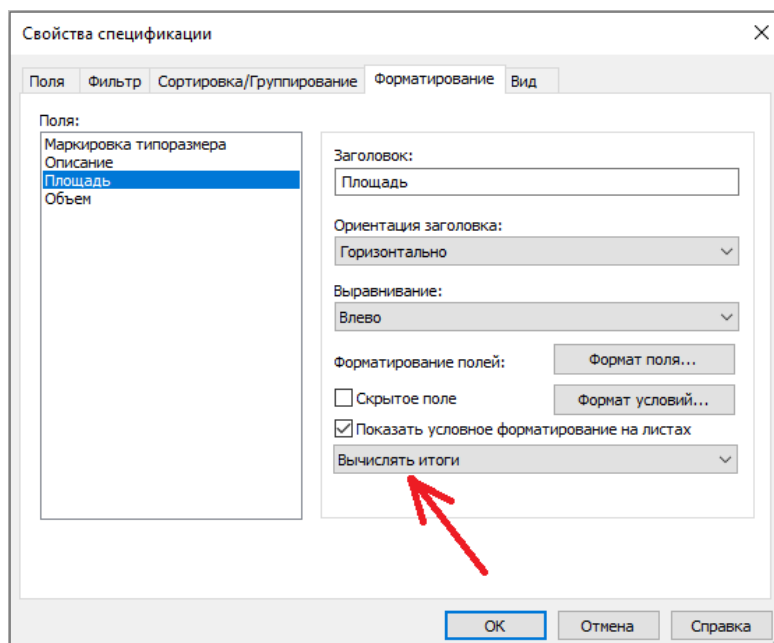 Свойства спецификации
Поля Фильтр Сортировка/Группирование Форматирование Вид
Поля:
Маркировка типоразмера
Описание
Площадь
Объем
Заголовок:
Площадь
Ориентация заголовка:
Горизонтально
Выравнивание:
Влево
Форматирование полей: Формат поля...
Скрытое поле Формат условий...
Показать условное форматирование на листах
Вычислять итоги
ОК Отмена Справка